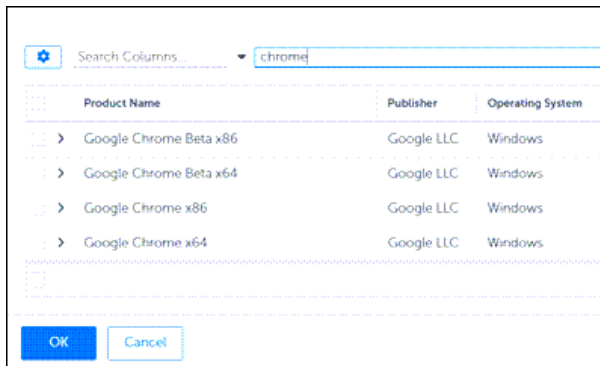 Search Columns... chrome
Product Name Publisher Operating System
Google Chrome Beta x86 Google LLC Windows
Google Chrome Beta x64 Google LLC Windows
Google Chrome x86 Google LLC Windows
Google Chrome x64 Google LLC Windows
OK Cancel